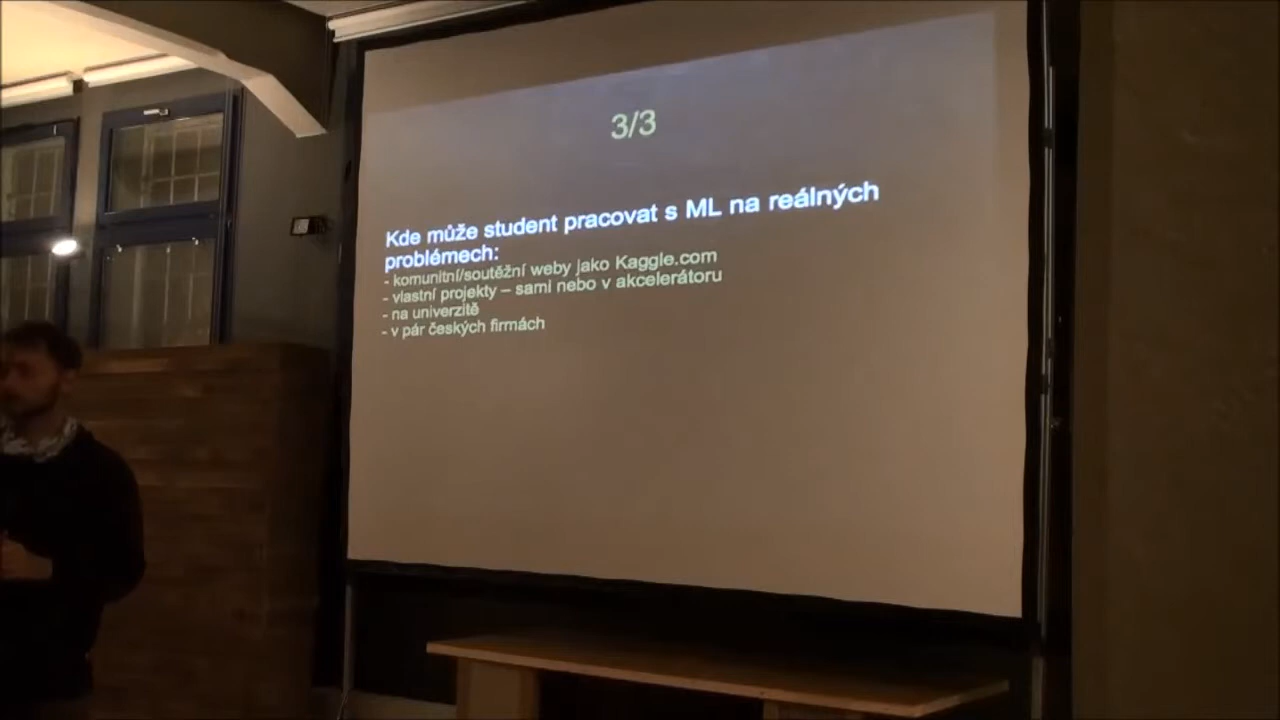 3/3
Kde může student pracovat s ML na reálných
problémech:
- komunitní/soutěžní weby jako Kaggle.com
- vlastní projekty – sami nebo v akcelerátoru
- na univerzitě
- v pár českých firmách